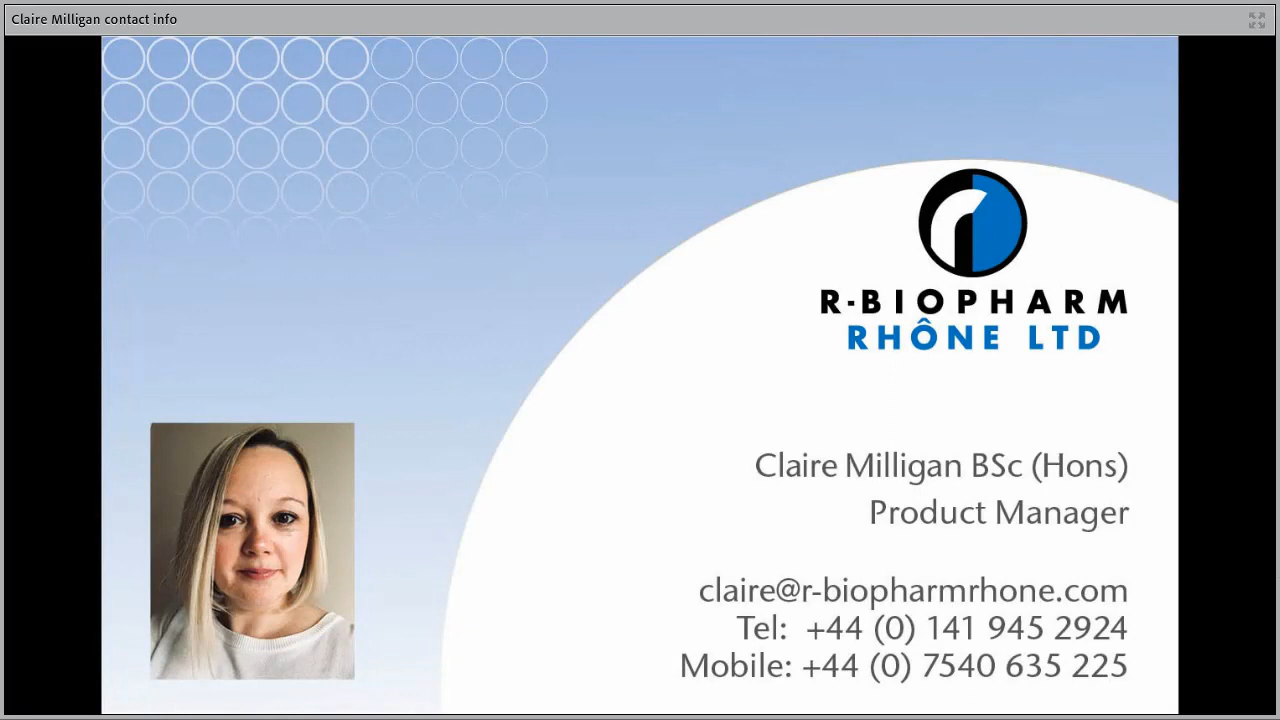 Claire Milligan contact info
R-BIOPHARM
RHÔNE LTD
Claire Milligan BSc (Hons)
Product Manager
claire@r-biopharmrhone.com
Tel: +44 (0) 141 945 2924
Mobile: +44 (0) 7540 635 225